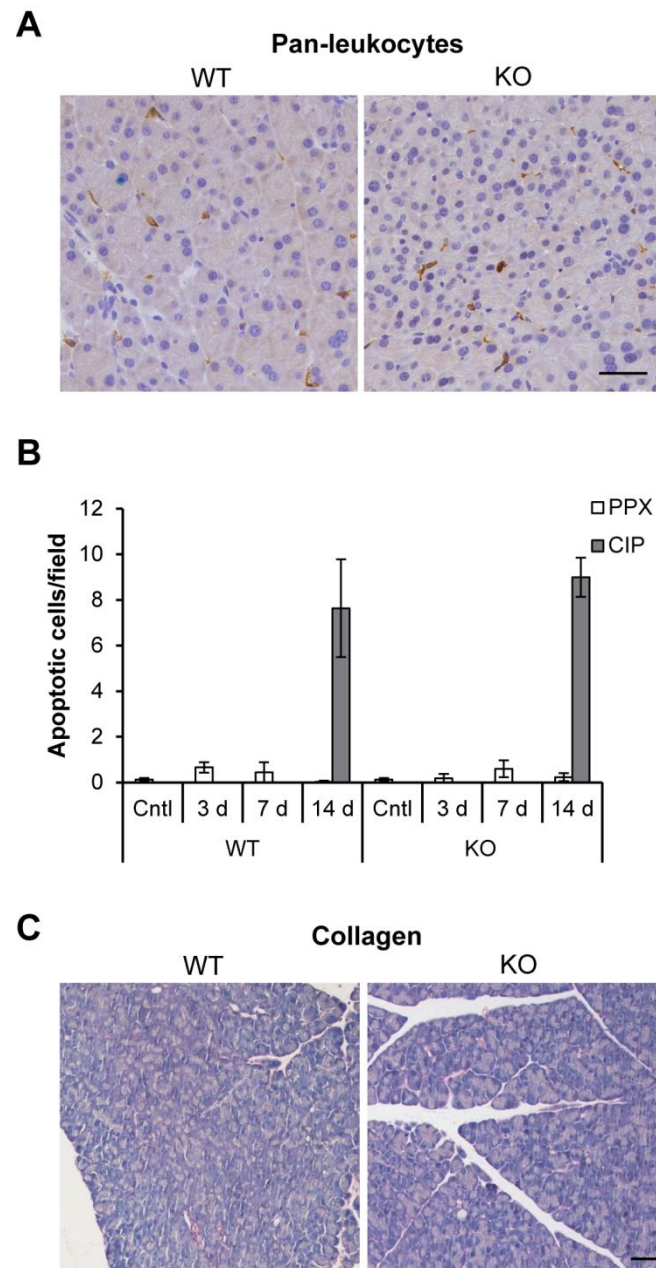 A
Pan-leukocytes
WT KO
B
12
10
8
6
4
2
0
Apoptotic cells/field
PPX
CIP
Cntl 3 d 7 d 14 d Cntl 3 d 7 d 14 d
WT KO
C
Collagen
WT KO